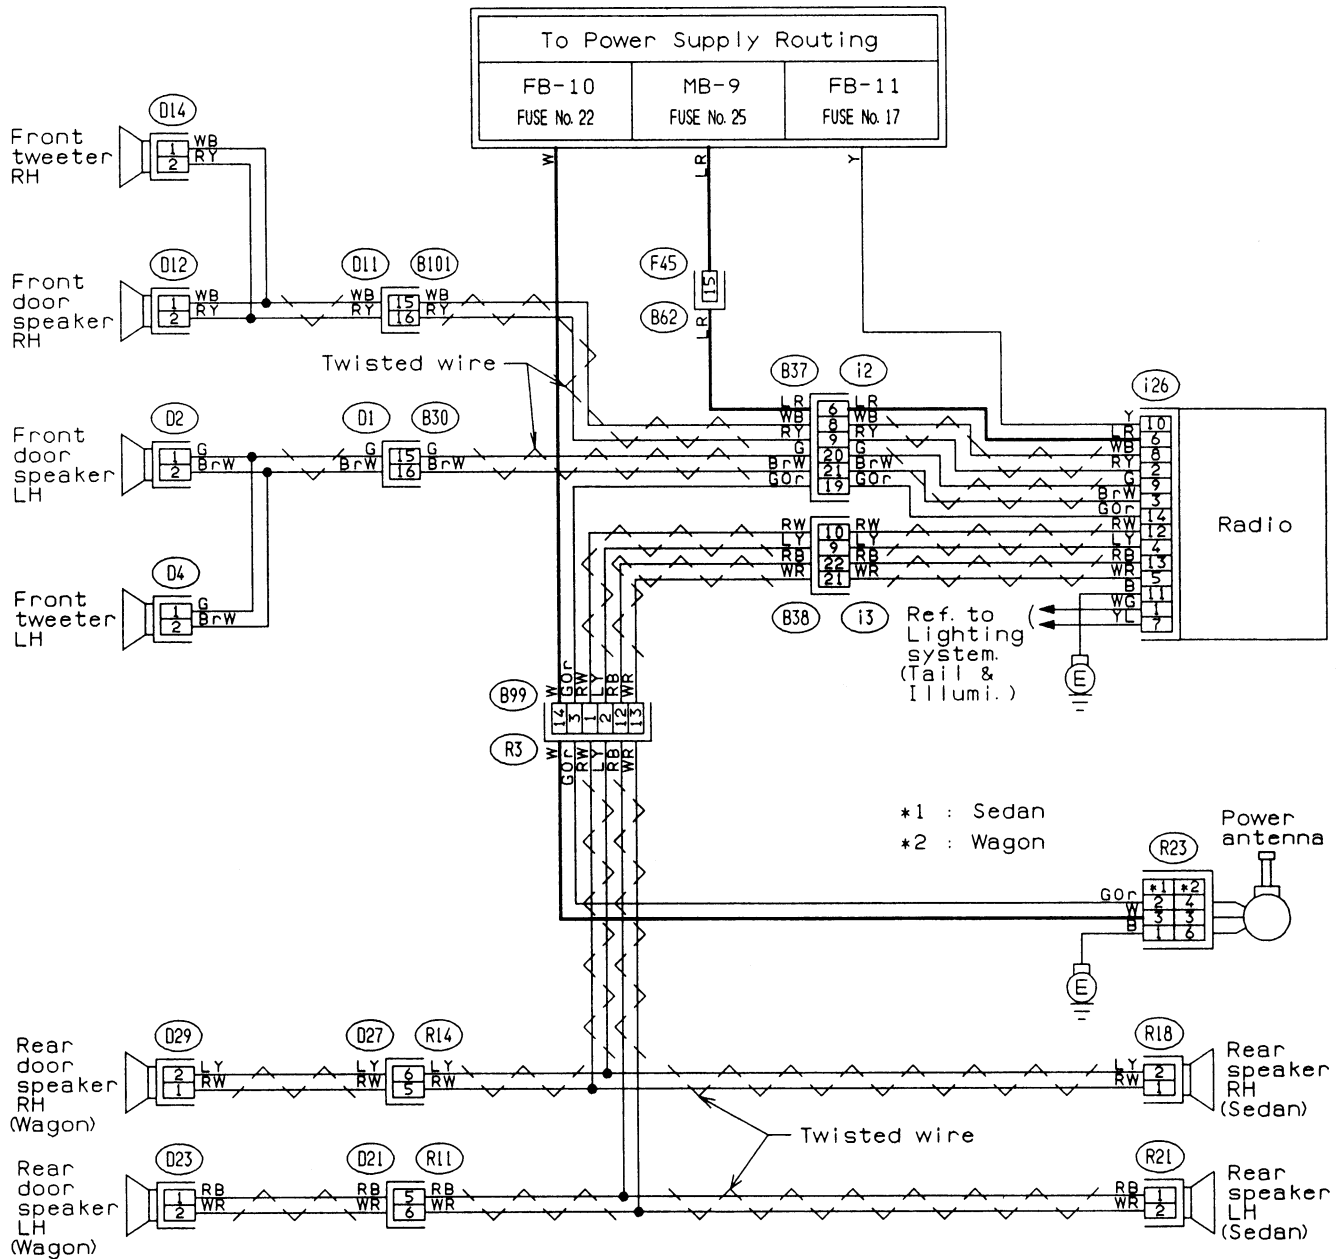 To Power Supply Routing
FB-10
FUSE No. 22
MB-9
FUSE No. 25
FB-11
FUSE No. 17
W
LR
Y
D14
Front
tweeter
RH
1
2
WB
RY
D12
Front
door
speaker
RH
1
2
WB
RY
D11
WB
RY
15
16
B101
WB
RY
F45
15
B62
LR
Twisted wire
D2
Front
door
speaker
LH
1
2
G
BrW
D1
G
BrW
15
16
B30
G
BrW
D4
Front
tweeter
LH
1
2
G
BrW
B37
i2
LR
WB
RY
G
BrW
GOr
6
8
9
20
21
19
LR
WB
RY
G
BrW
GOr
RW
LY
RB
WR
10
9
22
21
RW
LY
RB
WR
B38
i3
i26
Y
LR
WB
RY
G
BrW
GOr
RW
LY
RB
WR
B
WG
YL
10
6
8
2
9
3
14
12
4
13
5
11
1
7
Radio
Ref. to
Lighting
system.
(Tail &
Illumi.)
E
W
GOr
RW
LY
RB
WR
B99
14
3
1
2
12
13
R3
W
GOr
RW
LY
RB
WR
*1 : Sedan
*2 : Wagon
Power
antenna
R23
GOr
W
B
*1 *2
2 4
3 3
1 6
E
D29
Rear
door
speaker
RH
(Wagon)
2
1
LY
RW
D27
LY
RW
6
5
R14
LY
RW
R18
LY
RW
2
1
Rear
speaker
RH
(Sedan)
Twisted wire
D23
Rear
door
speaker
LH
(Wagon)
1
2
RB
WR
D21
RB
WR
5
6
R11
RB
WR
R21
RB
WR
1
2
Rear
speaker
LH
(Sedan)